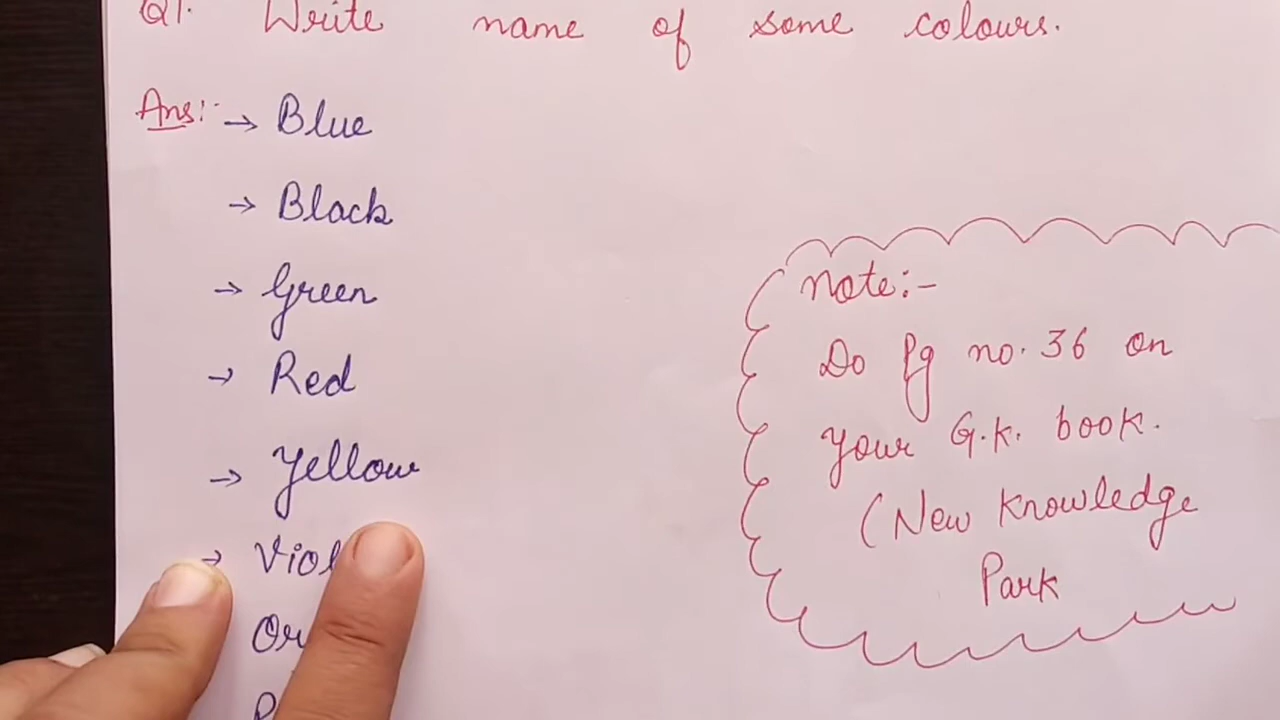 Q1. Write name of some colours.
Ans:- → Blue
→ Black
→ Green
→ Red
→ Yellow
→
Note:-
Do Pg no. 36 on
your G.K. book.
(New Knowledge
Park